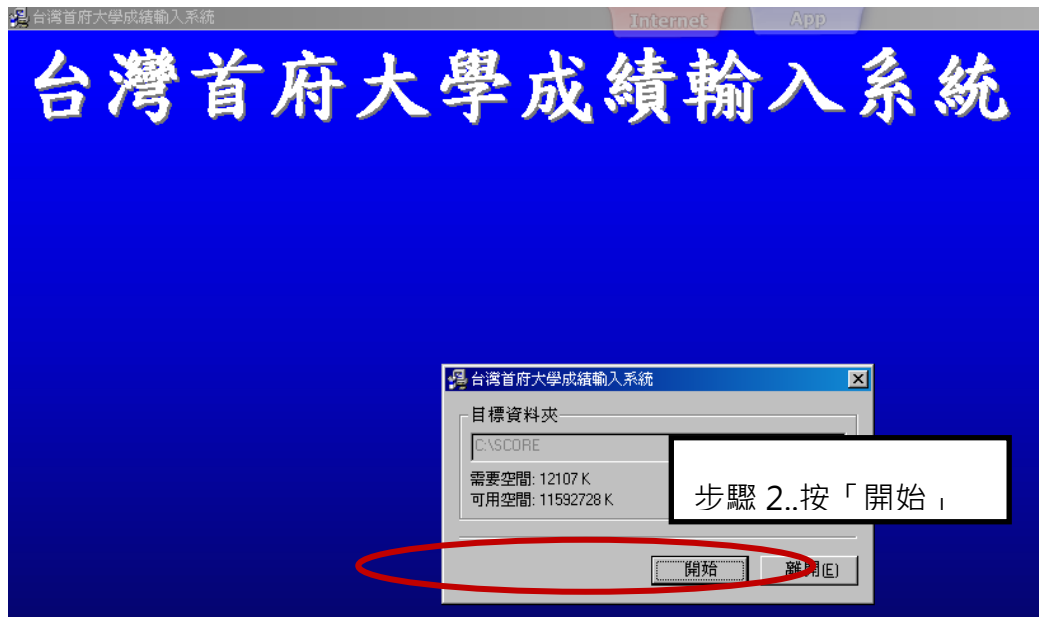 台灣首府大學成績輸入系統
Internet
App
台灣首府大學成績輸入系統
台灣首府大學成績輸入系統
目標資料夾
C:\SCORE
需要空間: 12107 K
可用空間: 11592728 K
步驟 2..按「開始」
開始
離開(E)